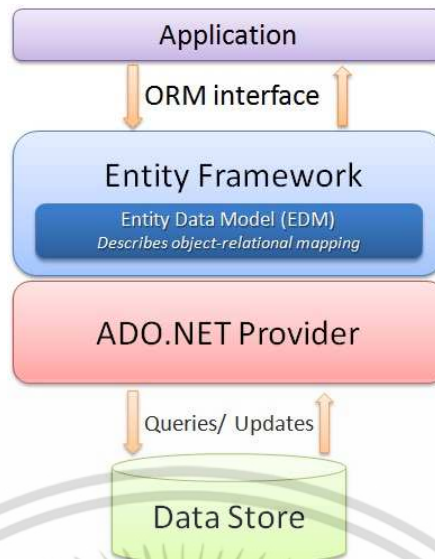 Application
ORM interface
Entity Framework
Entity Data Model (EDM)
Describes object-relational mapping
ADO.NET Provider
Queries/ Updates
Data Store